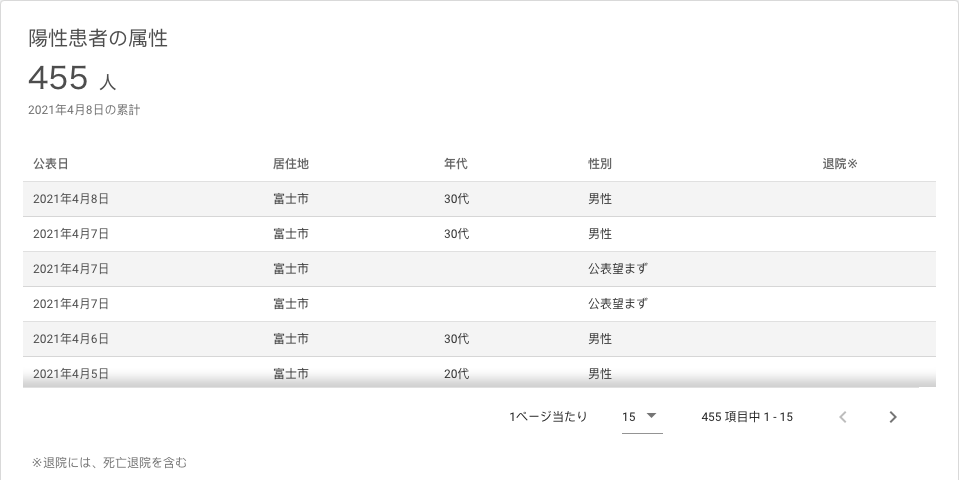 陽性患者の属性
455 人
2021年4月8日の累計
公表日 居住地 年代 性別 退院※
2021年4月8日 富士市 30代 男性
2021年4月7日 富士市 30代 男性
2021年4月7日 富士市 公表望まず
2021年4月7日 富士市 公表望まず
2021年4月6日 富士市 30代 男性
2021年4月5日 富士市 20代 男性
1ページ当たり 15 455 項目中 1 - 15
※退院には、死亡退院を含む